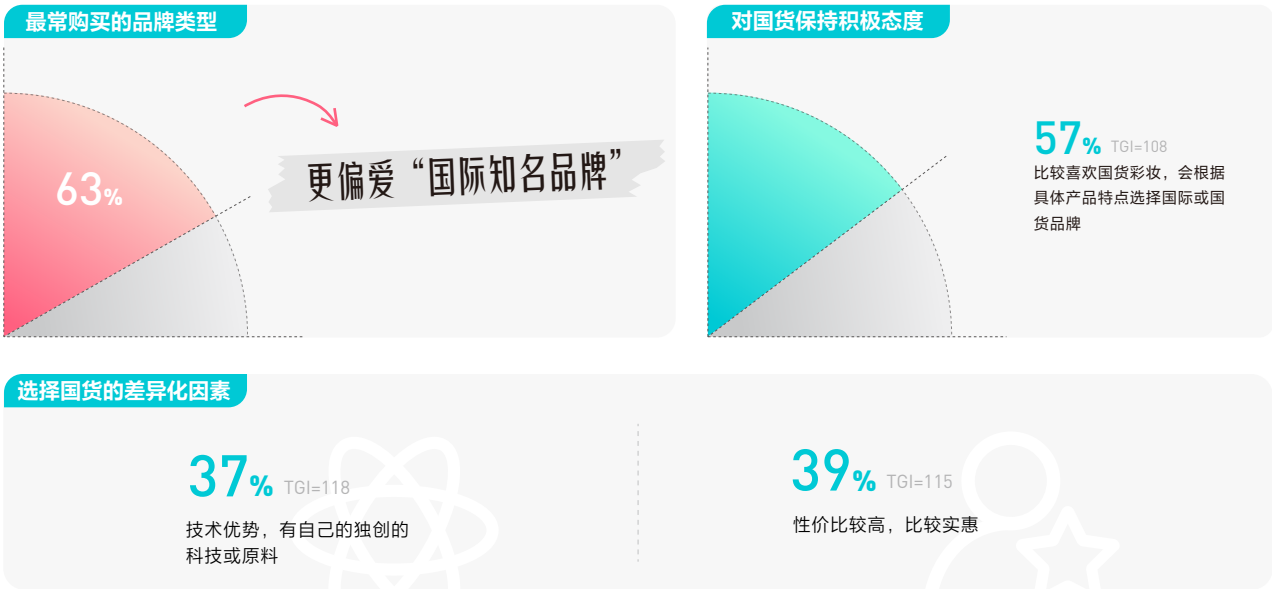 最常购买的品牌类型
63%
更偏爱“国际知名品牌”
对国货保持积极态度
57% TGI=108
比较喜欢国货彩妆，会根据
具体产品特点选择国际或国
货品牌
选择国货的差异化因素
37% TGI=118
技术优势，有自己的独创的
科技或原料
39% TGI=115
性价比较高，比较实惠